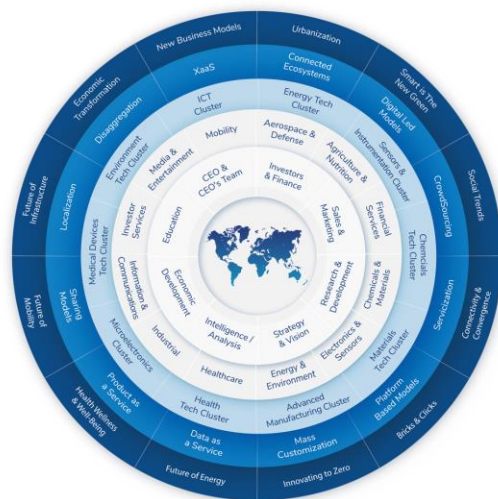 New Business Models
Urbanization
Smart is The
New Green
Social Trends
Connectivity &
Convergence
Bricks & Clicks
Innovating to Zero
Future of Energy
Health Wellness
& Well-Being
Future of
Mobility
Future of
Infrastructure
Economic
Transformation
XaaS
Connected
Ecosystems
Digital Led
Models
CrowdSourcing
Servicization
Platform
Based Models
Mass
Customization
Data as
a Service
Product as
a Service
Sharing
Models
Localization
Disaggregation
ICT
Cluster
Energy Tech
Cluster
Sensors &
Instrumentation Cluster
Chemcials
Tech Cluster
Materials
Tech Cluster
Advanced
Manufacturing Cluster
Health
Tech Cluster
Microelectronics
Cluster
Medical Devices
Tech Cluster
Environment
Tech Cluster
Mobility
Aerospace &
Defense
Agriculture &
Nutrition
Financial
Services
Chemicals &
Materials
Electronics &
Sensors
Energy &
Environment
Healthcare
Industrial
Information &
Communications
Investor
Services
Media &
Entertainment
CEO &
CEO's Team
Investors
& Finance
Sales &
Marketing
Research &
Development
Strategy
& Vision
Intelligence /
Analysis
Economic
Development
Education